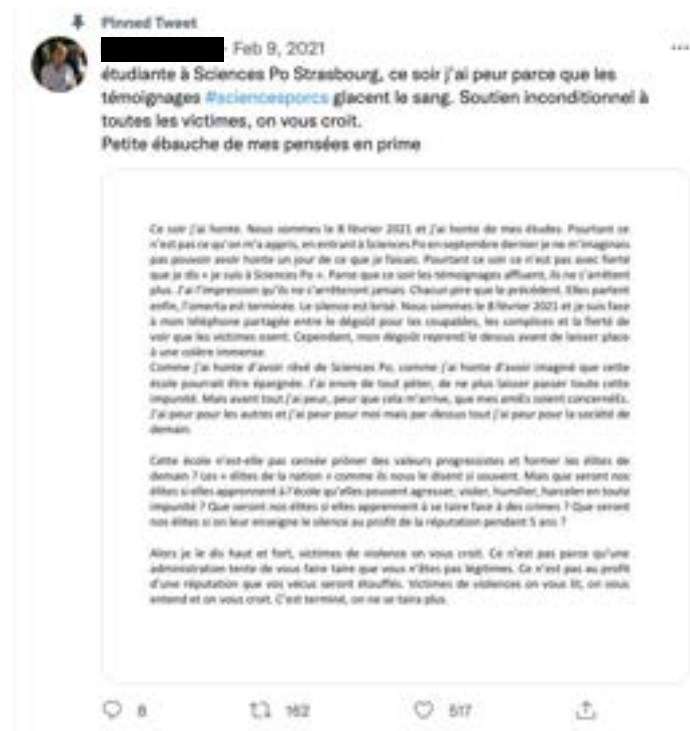 Pinned Tweet
· Feb 9, 2021
étudiante à Sciences Po Strasbourg, ce soir j'ai peur parce que les
témoignages #sciencesporcs glacent le sang. Soutien inconditionnel à
toutes les victimes, on vous croit.
Petite ébauche de mes pensées en prime
Ce soir j'ai honte. Nous sommes le 8 février 2021 et j'ai honte de mes études. Pourtant ce
n'est pas ce qu'on m'a appris, en entrant à Sciences Po en septembre dernier je ne m'imaginais
pas pouvoir avoir honte un jour de ce que je faisais. Pourtant ce soir ce n'est pas avec fierté
que je dis « je suis à Sciences Po ». Parce que ce soir les témoignages affluent, ils ne s'arrêtent
plus. J'ai l'impression qu'ils ne s'arrêteront jamais. Chacun pire que le précédent. Elles parlent
enfin, l'omerta est terminée. Le silence est brisé. Nous sommes le 8 février 2021 et je suis face
à mon téléphone partagée entre le dégoût pour les coupables, les complices et la fierté de
voir que les victimes osent. Cependant, mon dégoût reprend le dessus avant de laisser place
à une colère immense.
Comme j'ai honte d'avoir rêvé de Sciences Po, comme j'ai honte d'avoir imaginé que cette
école pourrait être épargnée. J'ai envie de tout péter, de ne plus laisser passer toute cette
impunité. Mais avant tout j'ai peur, peur que cela m'arrive, que mes amiEs soient concernéEs.
J'ai peur pour les autres et j'ai peur pour moi mais par-dessus tout j'ai peur pour la société de
demain.
Cette école n'est-elle pas censée prôner des valeurs progressistes et former les élites de
demain ? Les « élites de la nation » comme ils nous le disent si souvent. Mais que seront nos
élites si elles apprennent à l'école qu'elles peuvent agresser, violer, humilier, harceler en toute
impunité ? Que seront nos élites si elles apprennent à se taire face à des crimes ? Que seront
nos élites si on leur enseigne le silence au profit de la réputation pendant 5 ans ?
Alors je le dis haut et fort, victimes de violence on vous croit. Ce n'est pas parce qu'une
administration tente de vous faire taire que vous n'êtes pas légitimes. Ce n'est pas au profit
d'une réputation que vos vécus seront étouffés. Victimes de violences on vous lit, on vous
entend et on vous croit. C'est terminé, on ne se taira plus.
8 162 517